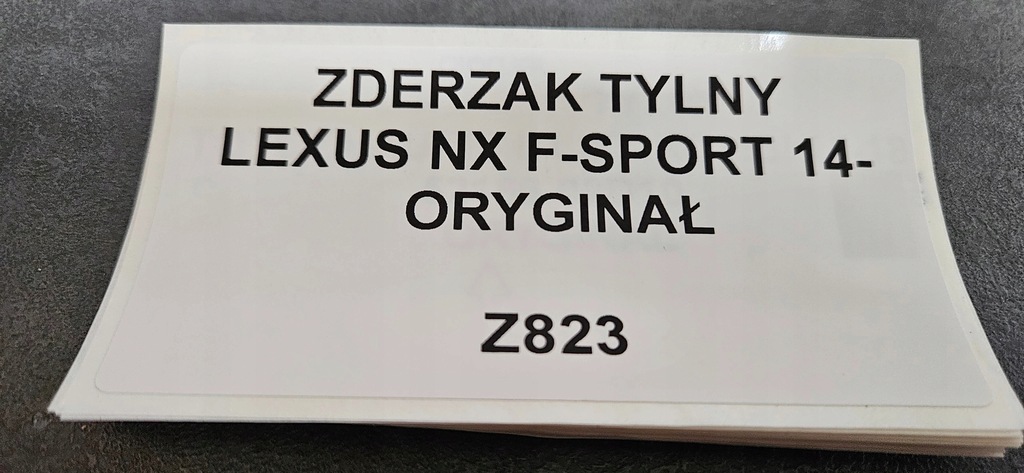 ZDERZAK TYLNY
LEXUS NX F-SPORT 14-
ORYGINAŁ
Z823